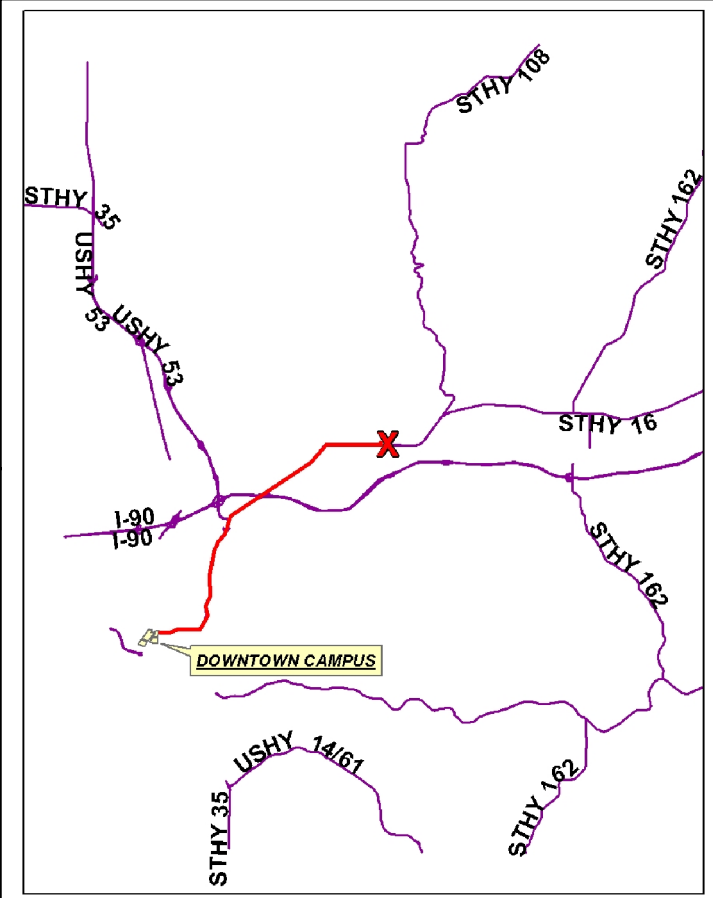 STHY 108
STHY 162
STHY 35
USHY 53
USHY 53
STHY 16
I-90
I-90
STHY 162
X
DOWNTOWN CAMPUS
USHY 14/61
STHY 35
STHY 162